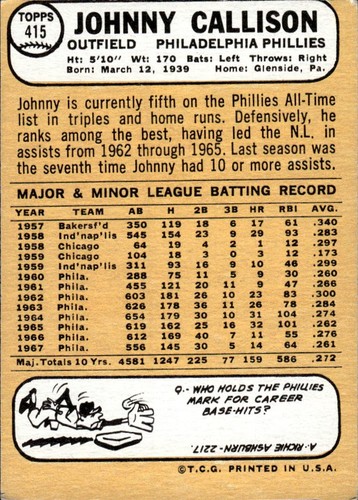 TOPPS
415
JOHNNY CALLISON
OUTFIELD PHILADELPHIA PHILLIES
Ht: 5'10" Wt: 170 Bats: Left Throws: Right
Born: March 12, 1939 Home: Glenside, Pa.
Johnny is currently fifth on the Phillies All-Time
list in triples and home runs. Defensively, he
ranks among the best, having led the N.L. in
assists from 1962 through 1965. Last season was
the seventh time Johnny had 10 or more assists.
MAJOR & MINOR LEAGUE BATTING RECORD
YEAR TEAM AB H 2B 3B HR RBI AVG.
1957 Bakersf'd 350 119 18 6 17 61 .340
1958 Ind'nap'lis 545 154 23 9 29 93 .283
1958 Chicago 64 19 4 2 1 12 .297
1959 Chicago 104 18 3 0 3 12 .173
1959 Ind'nap'lis 311 93 16 9 10 46 .299
1960 Phila. 288 75 11 5 9 30 .260
1961 Phila. 455 121 20 11 9 47 .266
1962 Phila. 603 181 26 10 23 83 .300
1963 Phila. 626 178 36 11 26 78 .284
1964 Phila. 654 179 30 10 31 104 .274
1965 Phila. 619 162 25 16 32 101 .262
1966 Phila. 612 169 40 7 11 55 .276
1967 Phila. 556 145 30 5 14 64 .261
Maj. Totals 10 Yrs. 4581 1247 225 77 159 586 .272
Q.- WHO HOLDS THE PHILLIES
MARK FOR CAREER
BASE-HITS?
A. RICHIE ASHBURN - 2217.
©T.C.G. PRINTED IN U.S.A.